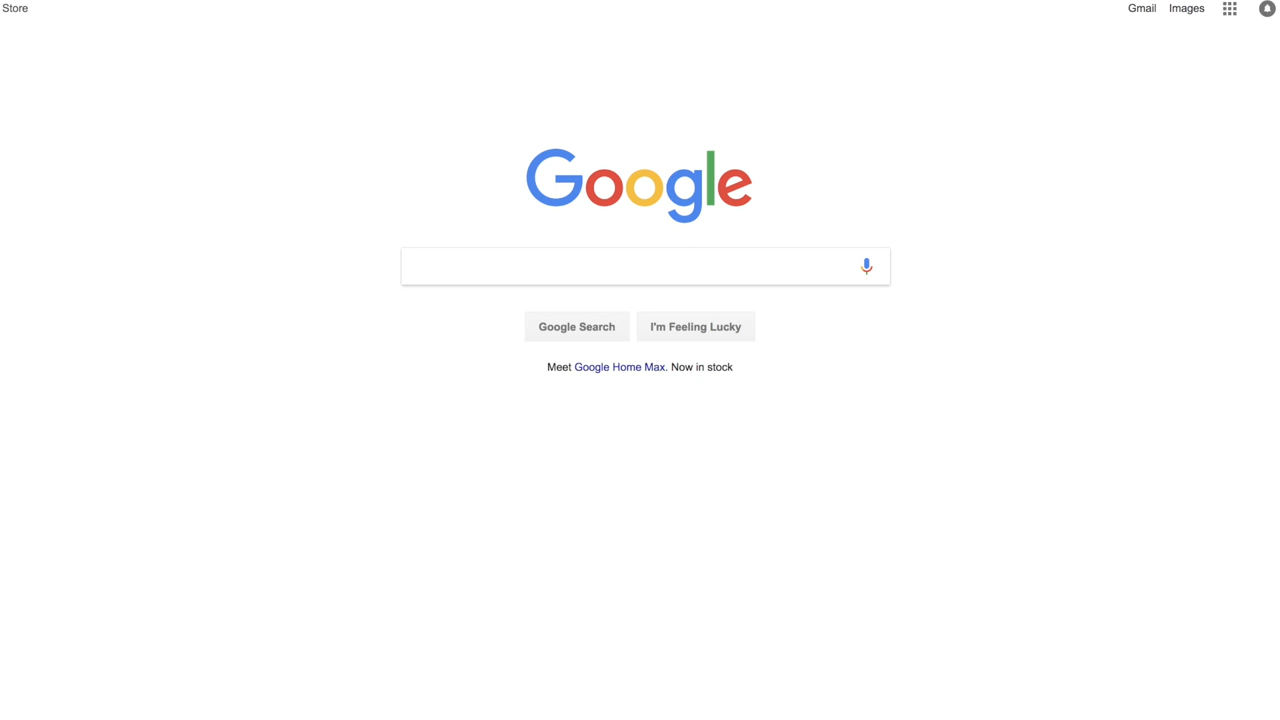 Store Gmail Images
Google
Google Search I'm Feeling Lucky
Meet Google Home Max. Now in stock